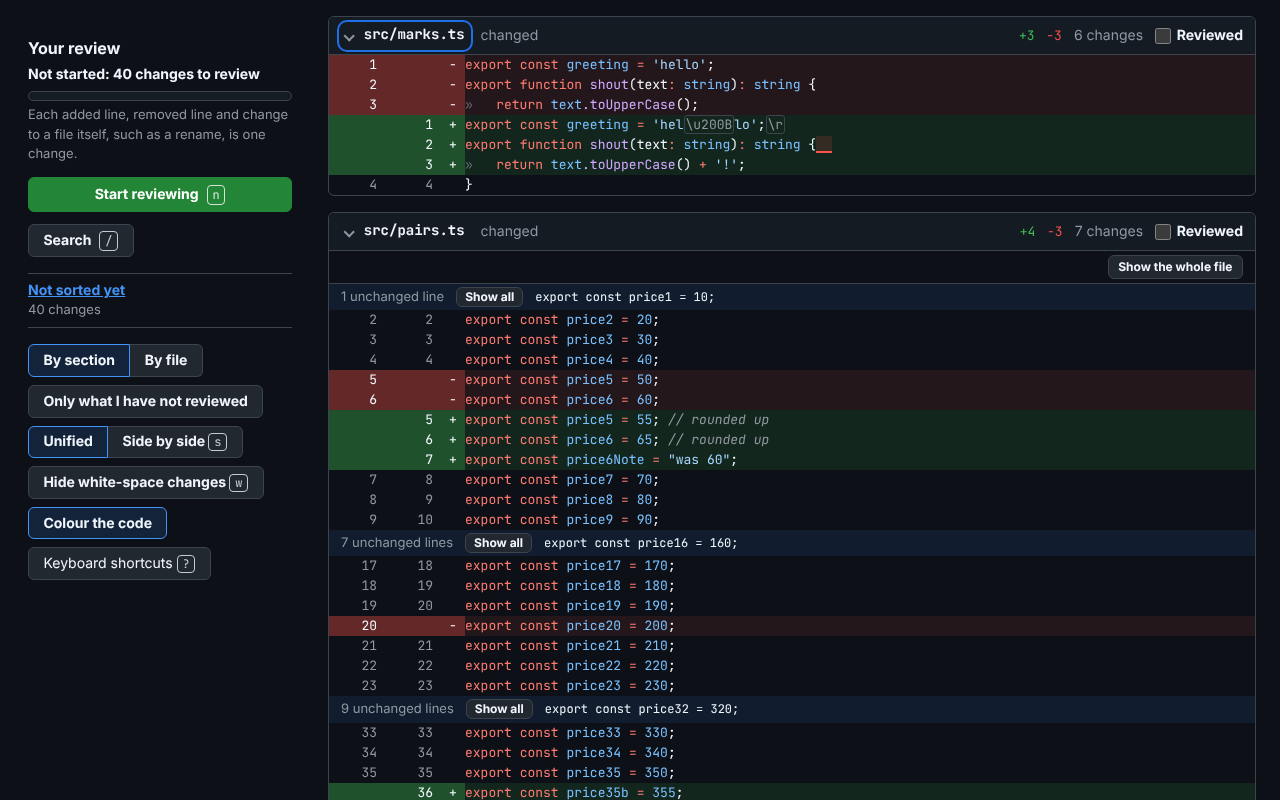 Your review
Not started: 40 changes to review
Each added line, removed line and change
to a file itself, such as a rename, is one
change.
Start reviewing n
Search /
Not sorted yet
40 changes
By section By file
Only what I have not reviewed
Unified Side by side s
Hide white-space changes w
Colour the code
Keyboard shortcuts ?
src/marks.ts changed +3 -3 6 changes Reviewed
1 - export const greeting = 'hello';
2 - export function shout(text: string): string {
3 - » return text.toUpperCase();
1 + export const greeting = 'hel\u200Blo';\r
2 + export function shout(text: string): string {
3 + » return text.toUpperCase() + '!';
4 4 }
src/pairs.ts changed +4 -3 7 changes Reviewed
Show the whole file
1 unchanged line Show all export const price1 = 10;
2 2 export const price2 = 20;
3 3 export const price3 = 30;
4 4 export const price4 = 40;
5 - export const price5 = 50;
6 - export const price6 = 60;
5 + export const price5 = 55; // rounded up
6 + export const price6 = 65; // rounded up
7 + export const price6Note = "was 60";
7 8 export const price7 = 70;
8 9 export const price8 = 80;
9 10 export const price9 = 90;
7 unchanged lines Show all export const price16 = 160;
17 18 export const price17 = 170;
18 19 export const price18 = 180;
19 20 export const price19 = 190;
20 - export const price20 = 200;
21 21 export const price21 = 210;
22 22 export const price22 = 220;
23 23 export const price23 = 230;
9 unchanged lines Show all export const price32 = 320;
33 33 export const price33 = 330;
34 34 export const price34 = 340;
35 35 export const price35 = 350;
36 + export const price35b = 355;